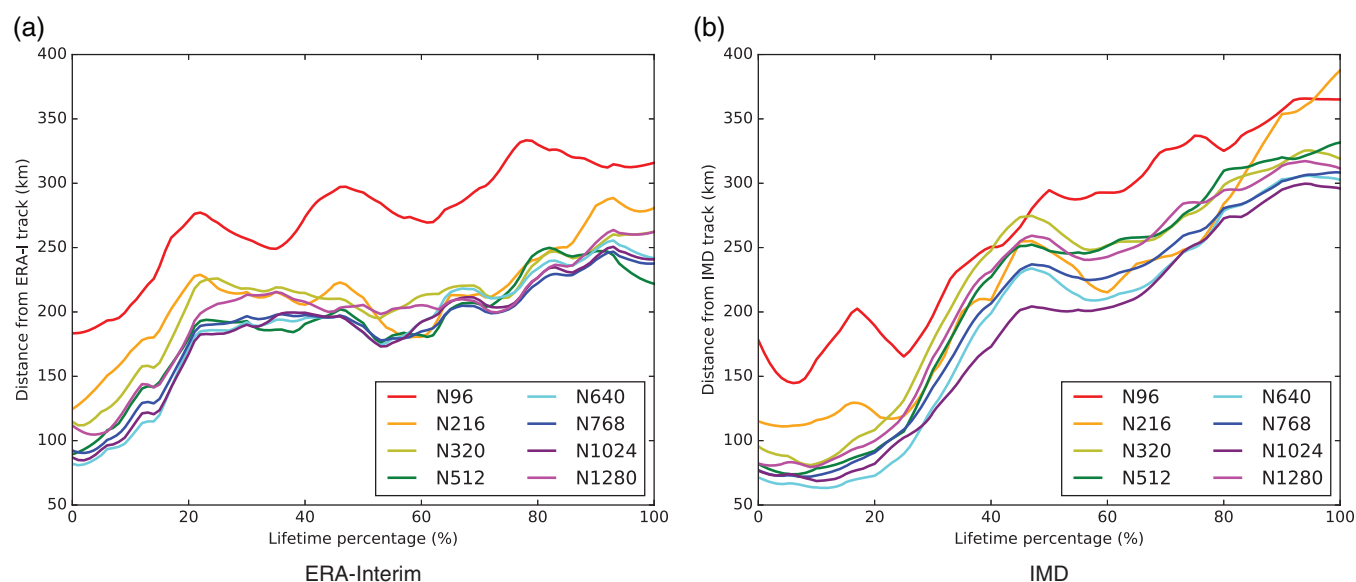 (a)
400
350
300
250
200
150
100
50
Distance from ERA-I track (km)
N96
N216
N320
N512
N640
N768
N1024
N1280
0 20 40 60 80 100
Lifetime percentage (%)
ERA-Interim
(b)
400
350
300
250
200
150
100
50
Distance from IMD track (km)
N96
N216
N320
N512
N640
N768
N1024
N1280
0 20 40 60 80 100
Lifetime percentage (%)
IMD